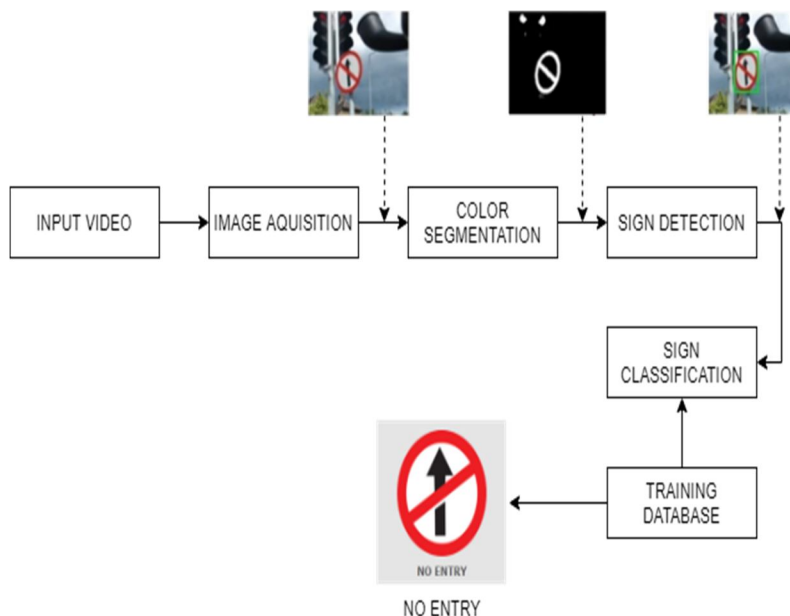 INPUT VIDEO
IMAGE AQUISITION
COLOR
SEGMENTATION
SIGN DETECTION
SIGN
CLASSIFICATION
TRAINING
DATABASE
NO ENTRY
NO ENTRY